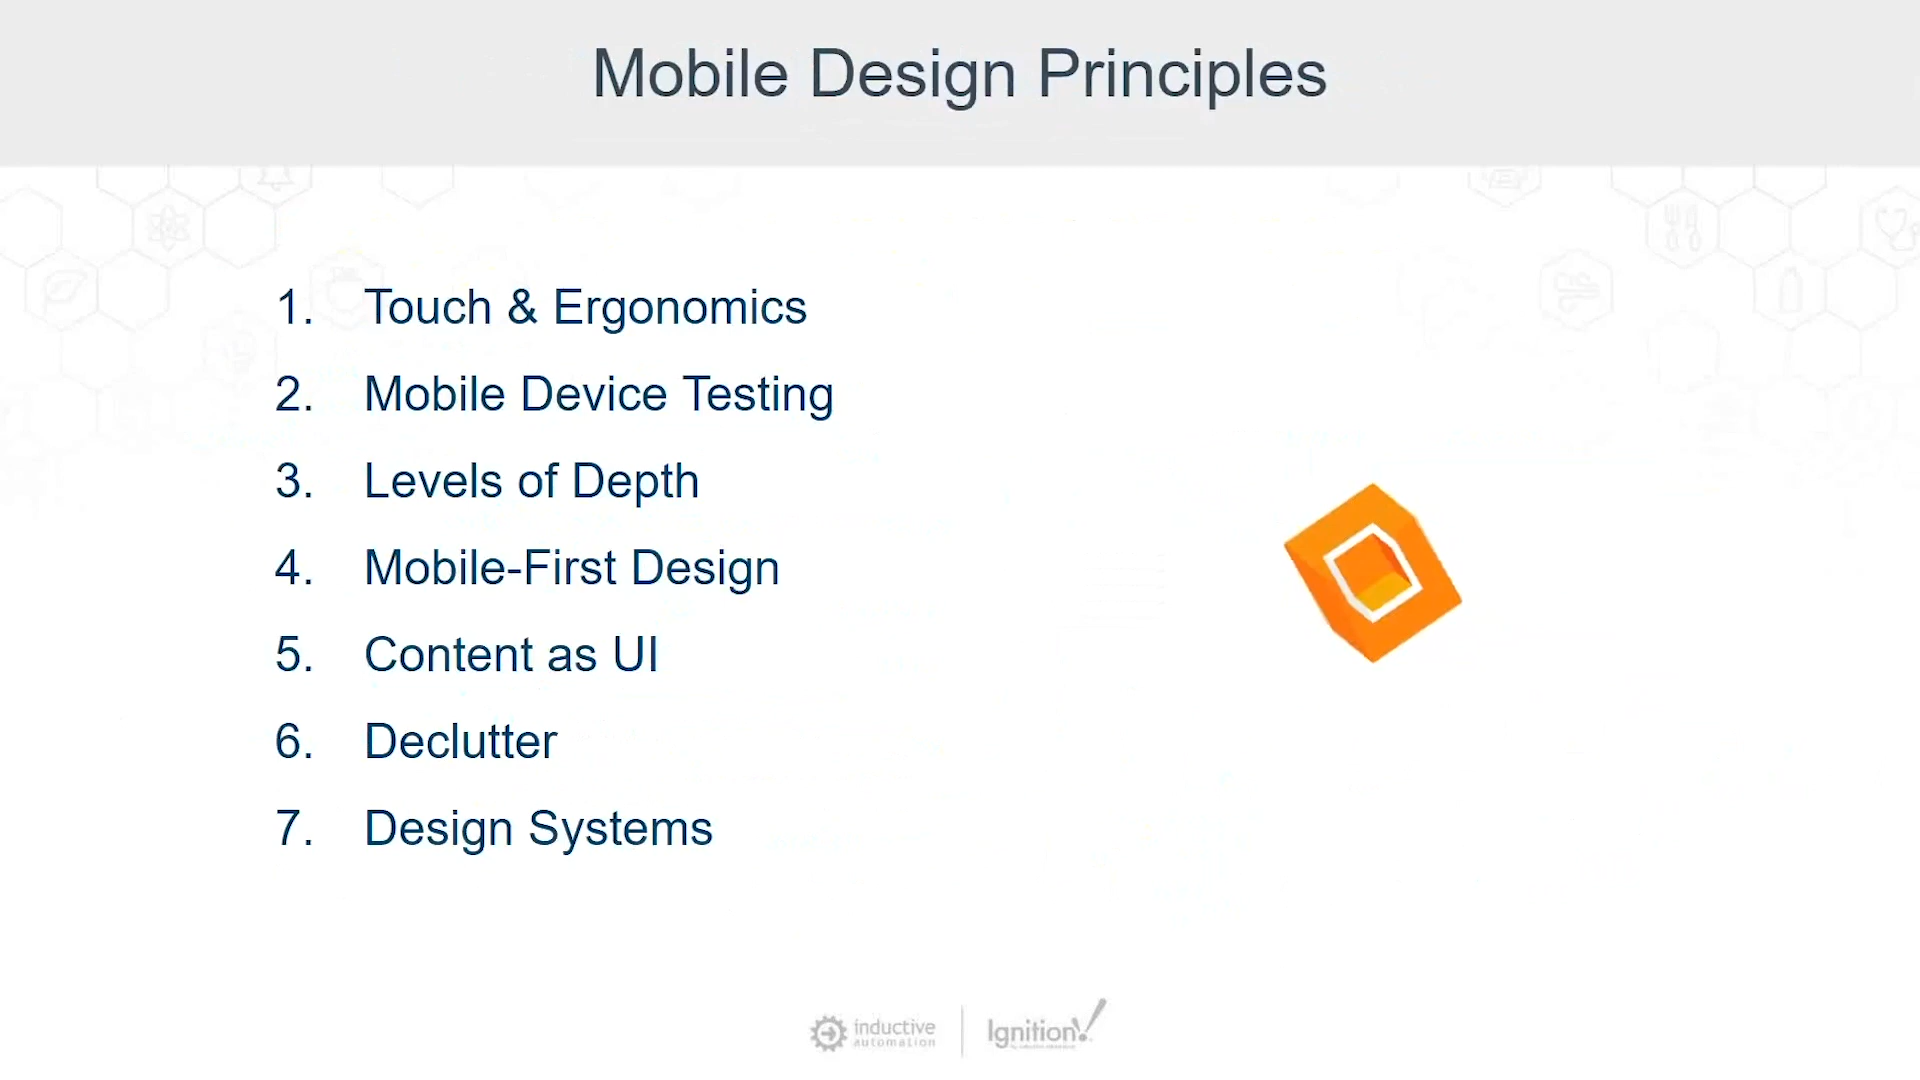 Mobile Design Principles
1. Touch & Ergonomics
2. Mobile Device Testing
3. Levels of Depth
4. Mobile-First Design
5. Content as UI
6. Declutter
7. Design Systems
inductive automation
Ignition!